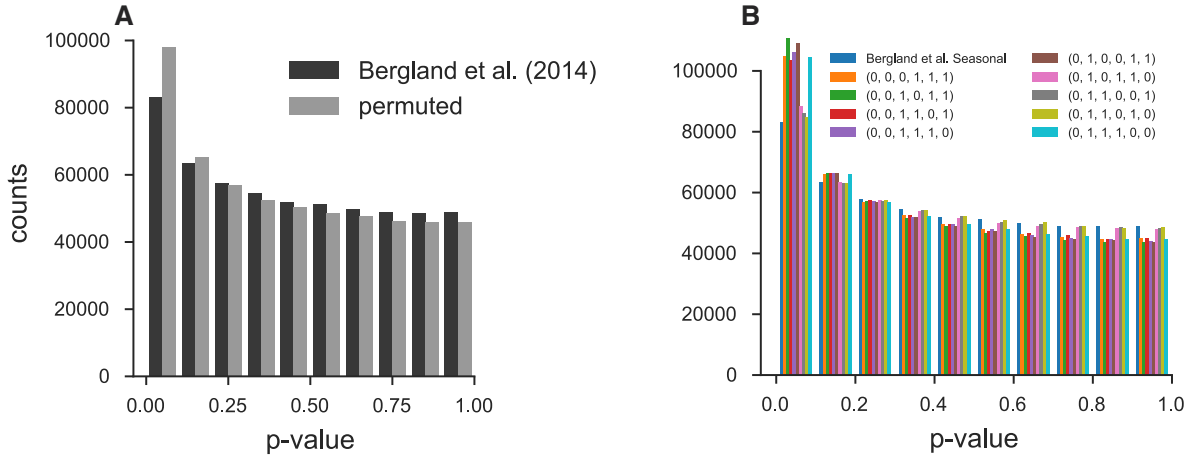 A
100000
80000
60000
40000
20000
0
counts
0.00 0.25 0.50 0.75 1.00
p-value
Bergland et al. (2014)
permuted
B
100000
80000
60000
40000
20000
0
0.0 0.2 0.4 0.6 0.8 1.0
p-value
Bergland et al. Seasonal
(0, 0, 0, 1, 1, 1)
(0, 0, 1, 0, 1, 1)
(0, 0, 1, 1, 0, 1)
(0, 0, 1, 1, 1, 0)
(0, 1, 0, 0, 1, 1)
(0, 1, 0, 1, 1, 0)
(0, 1, 1, 0, 0, 1)
(0, 1, 1, 0, 1, 0)
(0, 1, 1, 1, 0, 0)